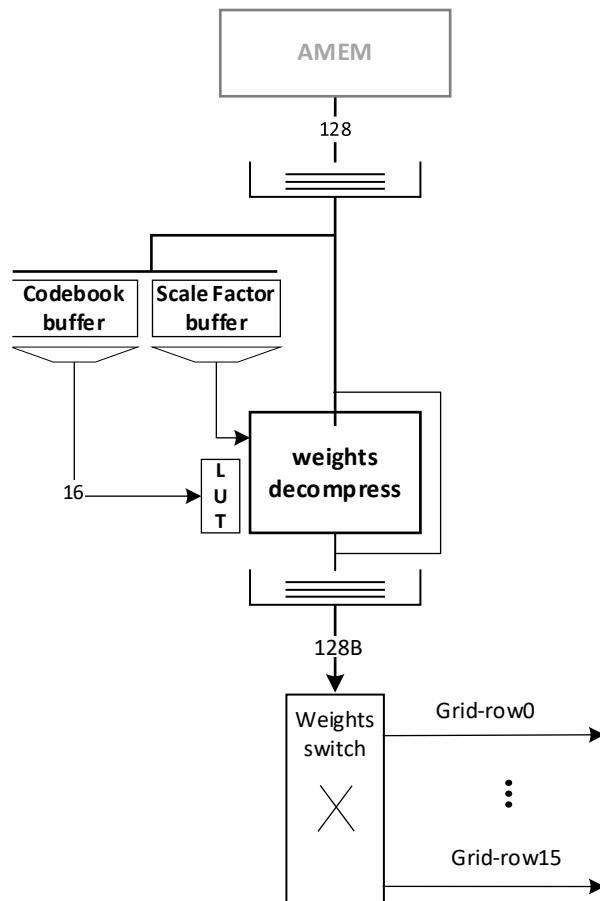 AMEM
128
Codebook
buffer
Scale Factor
buffer
weights
decompress
L
U
T
16
128B
Weights
switch
Grid-row0
Grid-row15